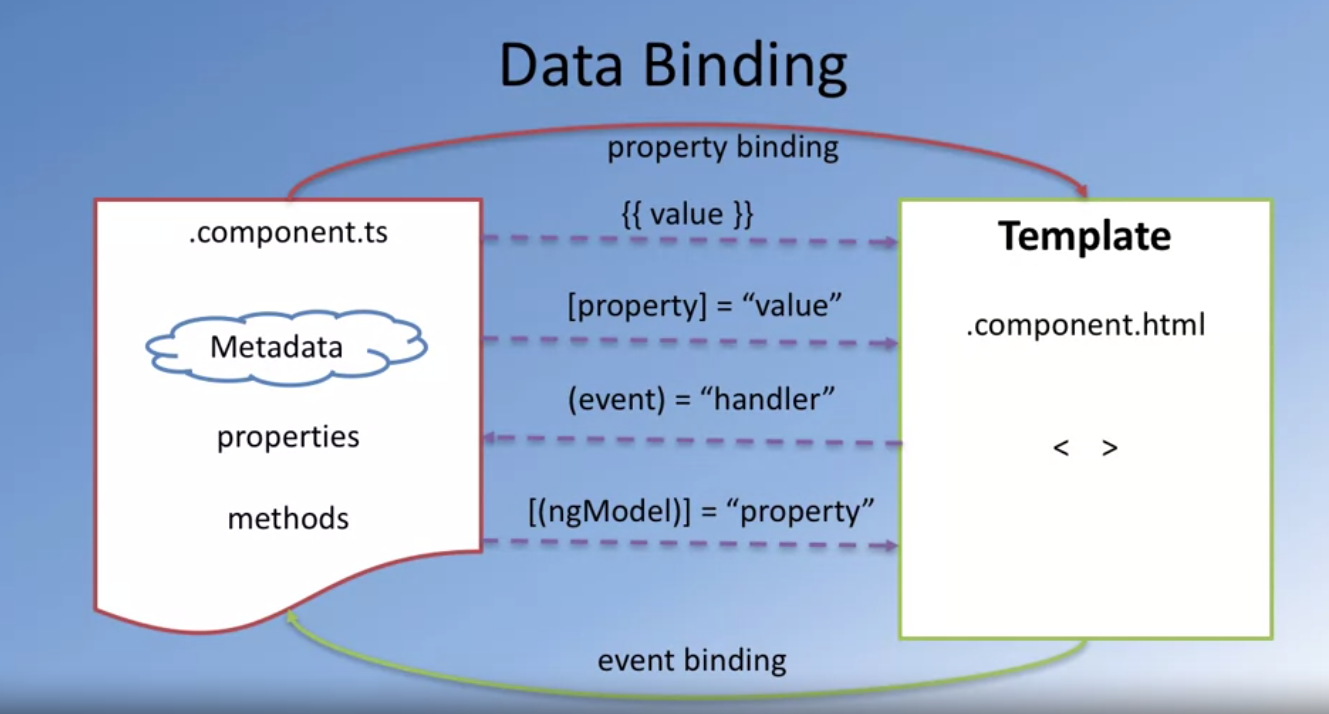 Data Binding
property binding
.component.ts
{{ value }}
Template
[property] = “value”
.component.html
Metadata
(event) = “handler”
properties
< >
[(ngModel)] = “property”
methods
event binding